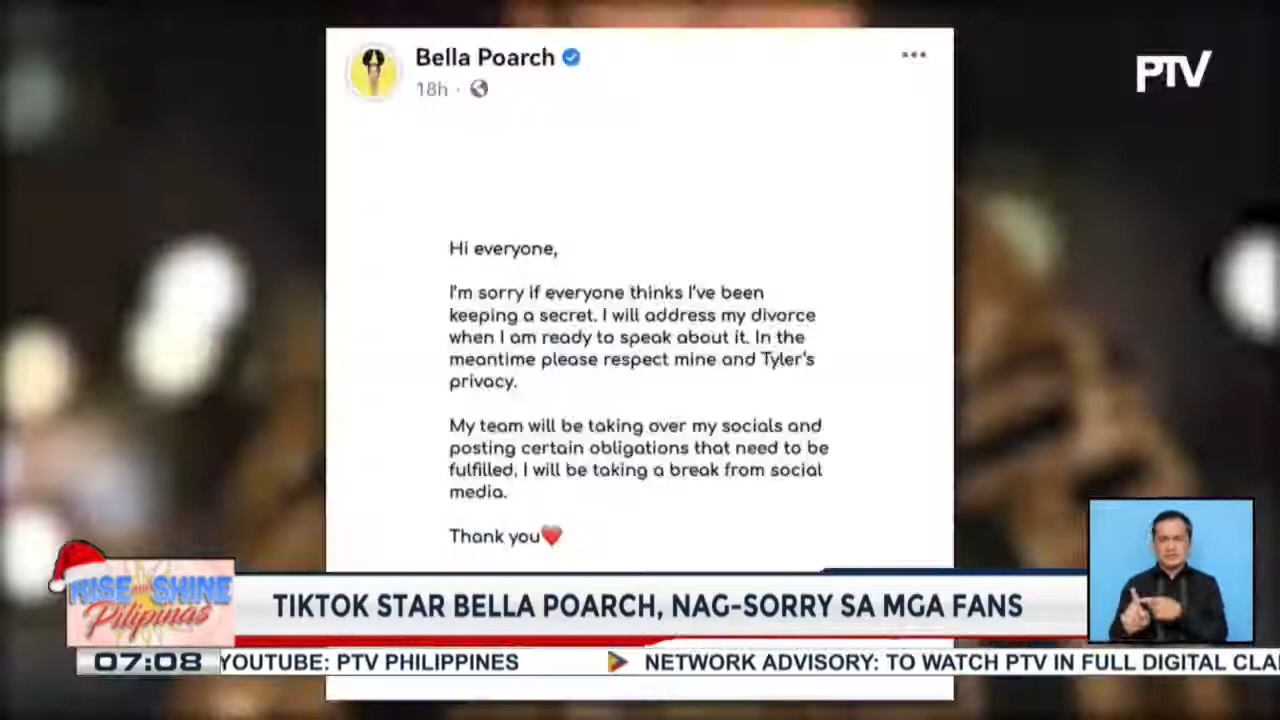 Bella Poarch
18h ·
PTV
Hi everyone,
I'm sorry if everyone thinks I've been
keeping a secret. I will address my divorce
when I am ready to speak about it. In the
meantime please respect mine and Tyler's
privacy.
My team will be taking over my socials and
posting certain obligations that need to be
fulfilled, I will be taking a break from social
media.
Thank you❤️
RISE AND SHINE
Pilipinas
TIKTOK STAR BELLA POARCH, NAG-SORRY SA MGA FANS
07:08
YOUTUBE: PTV PHILIPPINES
NETWORK ADVISORY: TO WATCH PTV IN FULL DIGITAL CLA